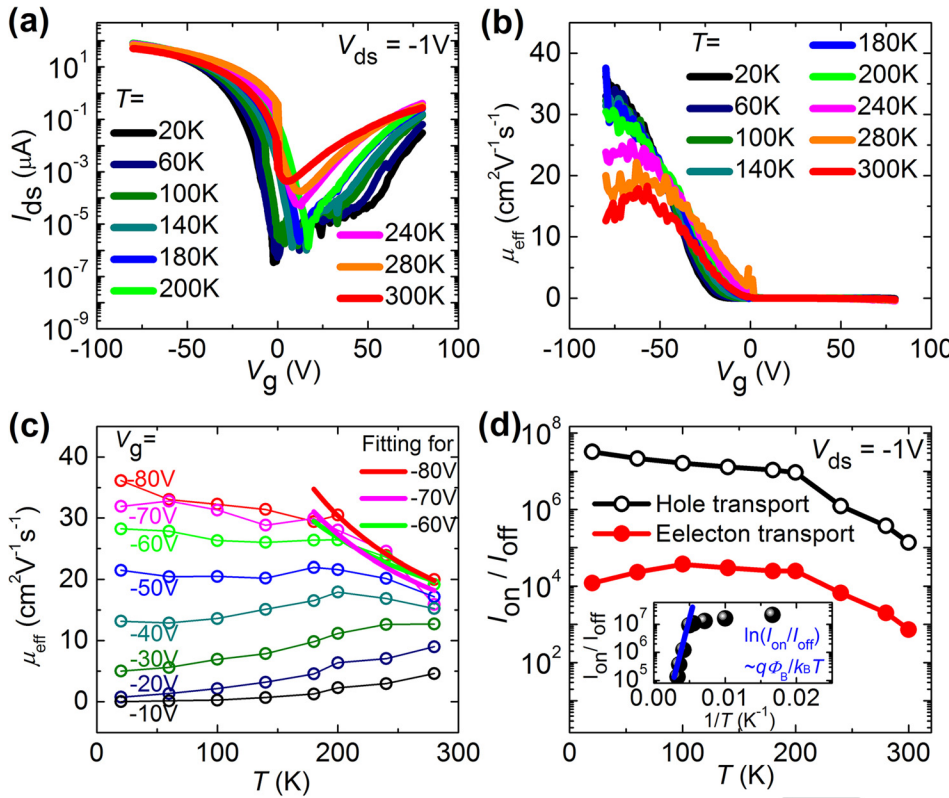 (a)
V_ds = -1V
T=
20K
60K
100K
140K
180K
200K
240K
280K
300K
I_ds (μA)
10^1
10^-1
10^-3
10^-5
10^-7
10^-9
-100 -50 0 50 100
V_g (V)
(b)
T=
20K
60K
100K
140K
180K
200K
240K
280K
300K
μ_eff (cm²V⁻¹s⁻¹)
40
30
20
10
0
-100 -50 0 50 100
V_g (V)
(c)
V_g=
-80V
-70V
-60V
-50V
-40V
-30V
-20V
-10V
Fitting for
-80V
-70V
-60V
μ_eff (cm²V⁻¹s⁻¹)
40
30
20
10
0
0 100 200 300
T (K)
(d)
V_ds = -1V
Hole transport
Eelecton transport
I_on / I_off
10^8
10^6
10^4
10^2
0 100 200 300
T (K)
I_on/ I_off
10^7
10^6
10^5
ln(I_on/I_off)
~qΦ_B/k_BT
0.00 0.01 0.02
1/T (K⁻¹)